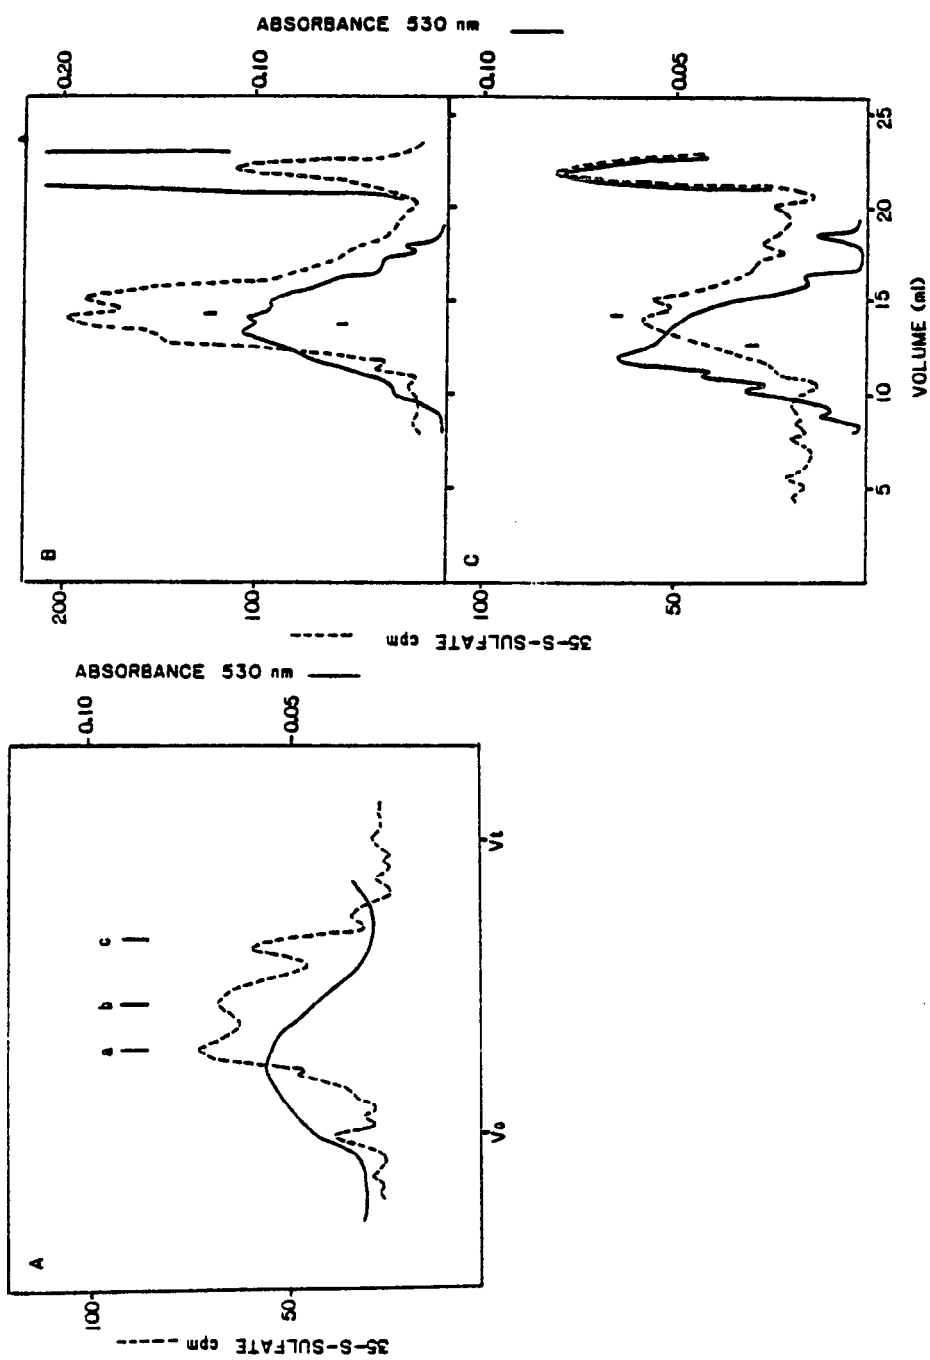 ABSORBANCE 530 nm
0.20
0.10
0.10
0.05
B
C
25
20
15
10
5
VOLUME (ml)
200
100
100
50
35-S-SULFATE cpm
ABSORBANCE 530 nm
0.10
0.05
A
a
b
c
Vo
Vt
100
50
35-S-SULFATE cpm